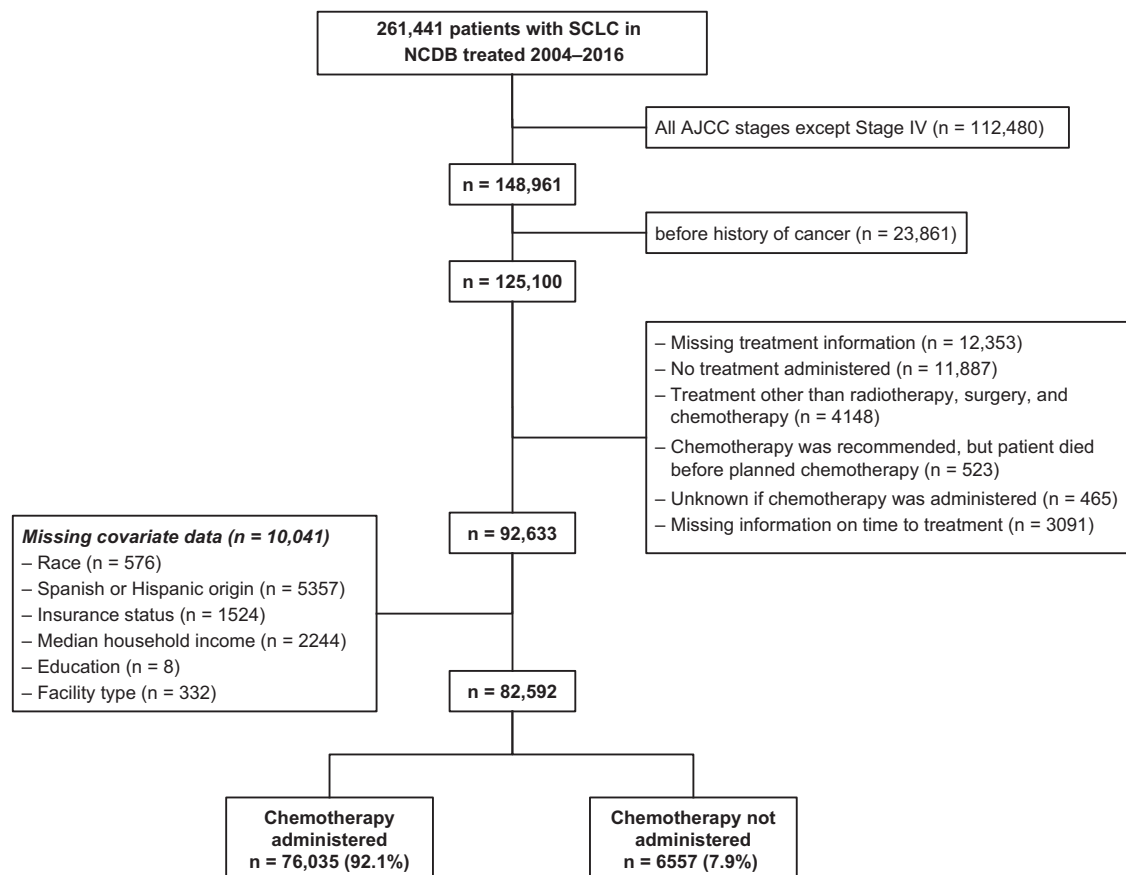 261,441 patients with SCLC in
NCDB treated 2004–2016
All AJCC stages except Stage IV (n = 112,480)
n = 148,961
before history of cancer (n = 23,861)
n = 125,100
– Missing treatment information (n = 12,353)
– No treatment administered (n = 11,887)
– Treatment other than radiotherapy, surgery, and
chemotherapy (n = 4148)
– Chemotherapy was recommended, but patient died
before planned chemotherapy (n = 523)
– Unknown if chemotherapy was administered (n = 465)
– Missing information on time to treatment (n = 3091)
n = 92,633
Missing covariate data (n = 10,041)
– Race (n = 576)
– Spanish or Hispanic origin (n = 5357)
– Insurance status (n = 1524)
– Median household income (n = 2244)
– Education (n = 8)
– Facility type (n = 332)
n = 82,592
Chemotherapy
administered
n = 76,035 (92.1%)
Chemotherapy not
administered
n = 6557 (7.9%)